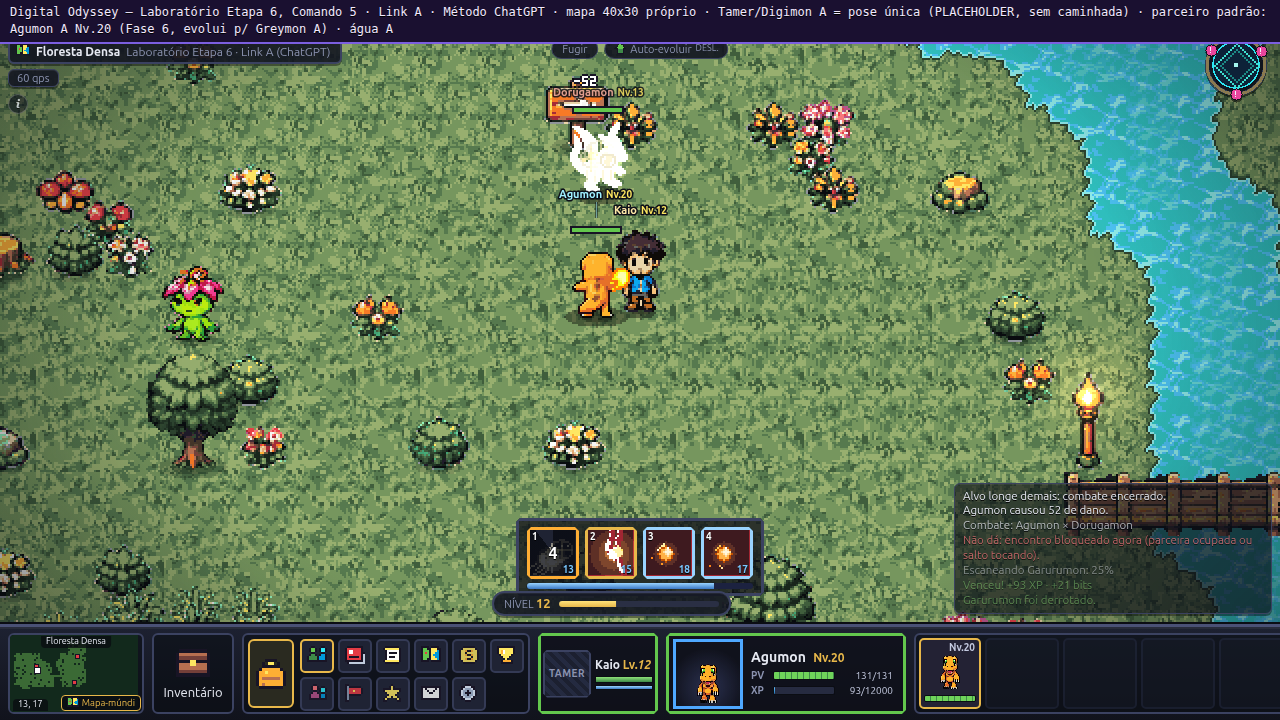 Digital Odyssey — Laboratório Etapa 6, Comando 5 · Link A · Método ChatGPT · mapa 40x30 próprio · Tamer/Digimon A = pose única (PLACEHOLDER, sem caminhada) · parceiro padrão:
Agumon A Nv.20 (Fase 6, evolui p/ Greymon A) · água A
Floresta Densa Laboratório Etapa 6 · Link A (ChatGPT)
Fugir
Auto-evoluir DESL.
60 qps
i
-52
Dorugamon Nv.13
Agumon Nv.20
Kaio Nv.12
Alvo longe demais: combate encerrado.
Agumon causou 52 de dano.
Combate: Agumon × Dorugamon
Não dá: encontro bloqueado agora (parceira ocupada ou
salto tocando).
Escaneando Garurumon: 25%
Venceu! +93 XP · +21 bits
Garurumon foi derrotado.
1 4 13
2 15
3 18
4 17
NÍVEL 12
Floresta Densa
13, 17
Mapa-múndi
Inventário
TAMER
Kaio Lv.12
Agumon Nv.20
PV 131/131
XP 93/12000
Nv.20